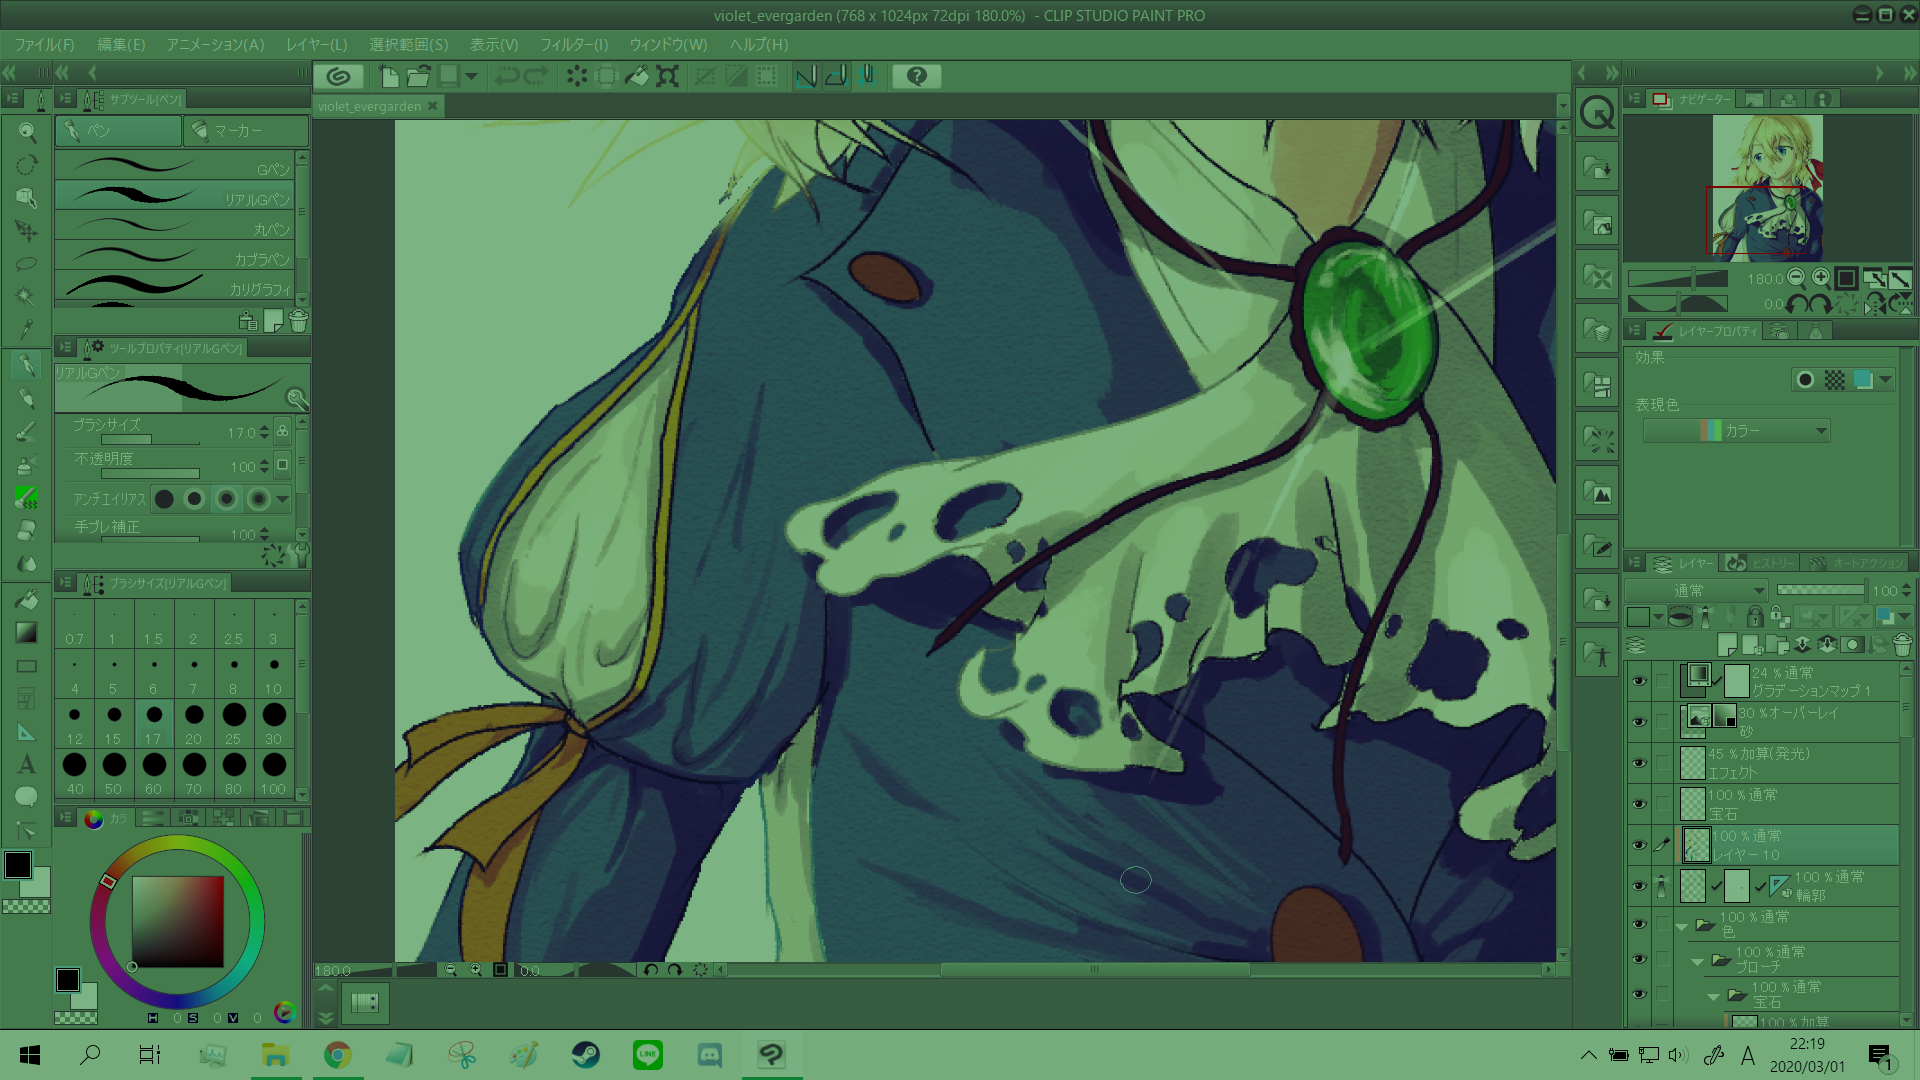 violet_evergarden (768 x 1024px 72dpi 180.0%) - CLIP STUDIO PAINT PRO
ファイル(F) 編集(E) アニメーション(A) レイヤー(L) 選択範囲(S) 表示(V) フィルター(I) ウィンドウ(W) ヘルプ(H)
violet_evergarden
サブツール[ペン]
ペン
マーカー
Gペン
リアルGペン
丸ペン
カブラペン
カリグラフィ
ツールプロパティ[リアルGペン]
リアルGペン
ブラシサイズ 17.0
不透明度 100
アンチエイリアス
手ブレ補正 100
ブラシサイズ[リアルGペン]
0.7 1 1.5 2 2.5 3
4 5 6 7 8 10
12 15 17 20 25 30
40 50 60 70 80 100
カラ
H 0 S 0 V 0
180.0 0.0
ナビゲーター
180.0
0.0
レイヤープロパティ
効果
表現色
カラー
レイヤー ヒストリー オートアクション
通常 100
24 %通常
グラデーションマップ 1
30 %オーバーレイ
砂
45 %加算(発光)
エフェクト
100 %通常
宝石
100 %通常
レイヤー 10
100 %通常
輪郭
100 %通常
色
100 %通常
ブローチ
100 %通常
宝石
100 %加算
LINE
A
22:19
2020/03/01
1